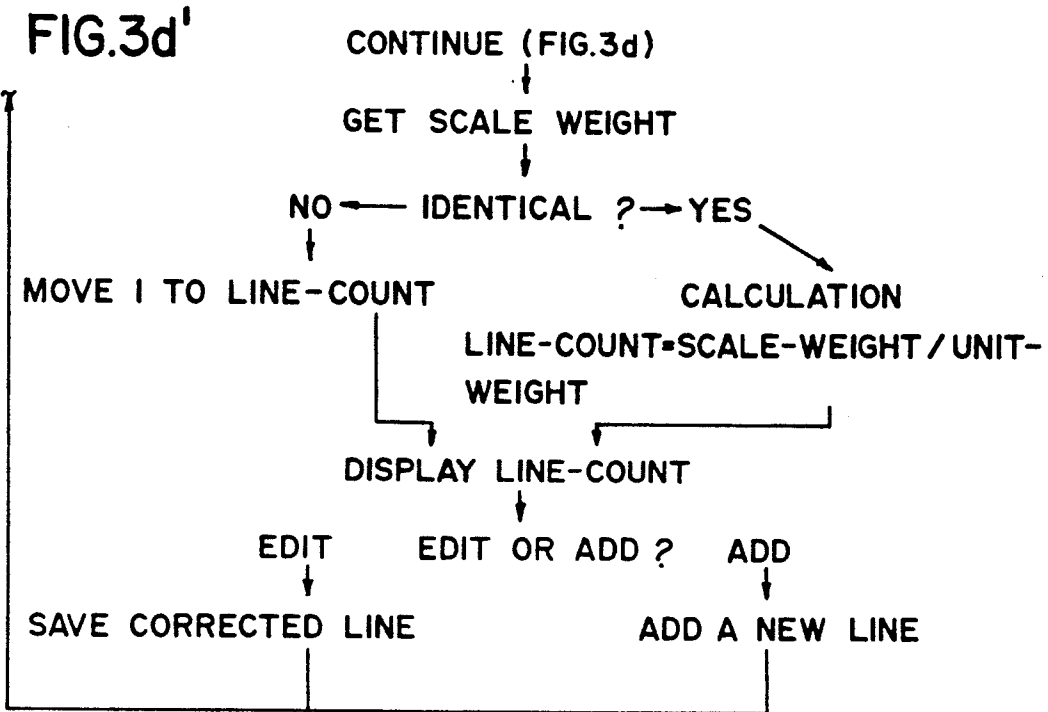 FIG.3d'
CONTINUE (FIG.3d)
GET SCALE WEIGHT
NO IDENTICAL ? YES
MOVE 1 TO LINE-COUNT
CALCULATION
LINE-COUNT=SCALE-WEIGHT / UNIT-
WEIGHT
DISPLAY LINE-COUNT
EDIT EDIT OR ADD ? ADD
SAVE CORRECTED LINE
ADD A NEW LINE